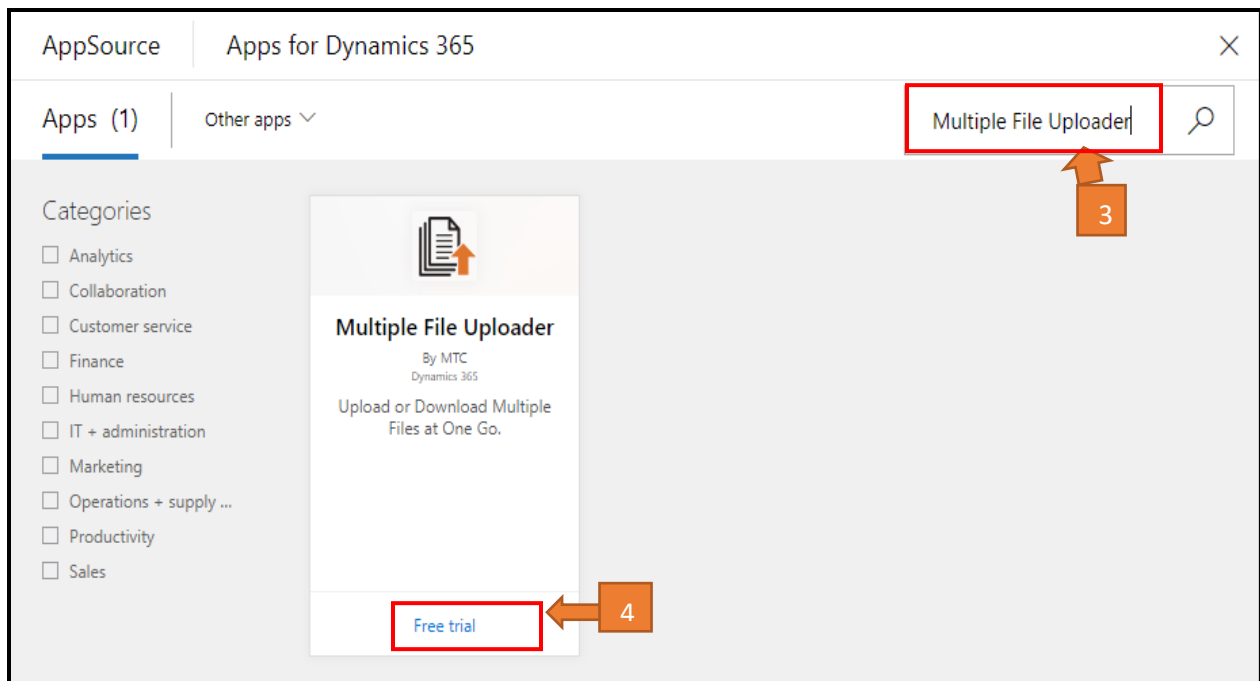 AppSource
Apps for Dynamics 365
Apps (1)
Other apps
Multiple File Uploader
3
Categories
Analytics
Collaboration
Customer service
Finance
Human resources
IT + administration
Marketing
Operations + supply ...
Productivity
Sales
Multiple File Uploader
By MTC
Dynamics 365
Upload or Download Multiple
Files at One Go.
Free trial
4